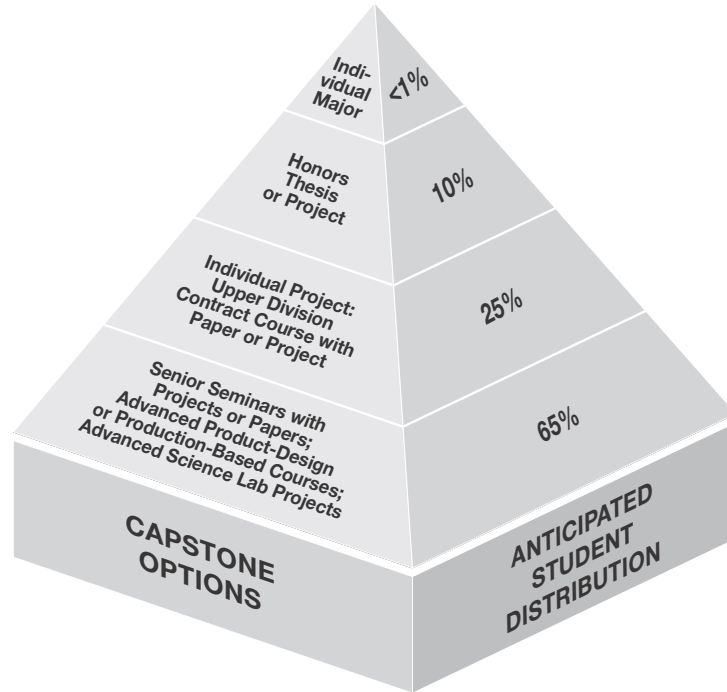 Indi-
vidual
Major
<1%
Honors
Thesis
or Project
10%
Individual Project:
Upper Division
Contract Course with
Paper or Project
25%
Senior Seminars with
Projects or Papers;
Advanced Product-Design
or Production-Based Courses;
Advanced Science Lab Projects
65%
CAPSTONE
OPTIONS
ANTICIPATED
STUDENT
DISTRIBUTION